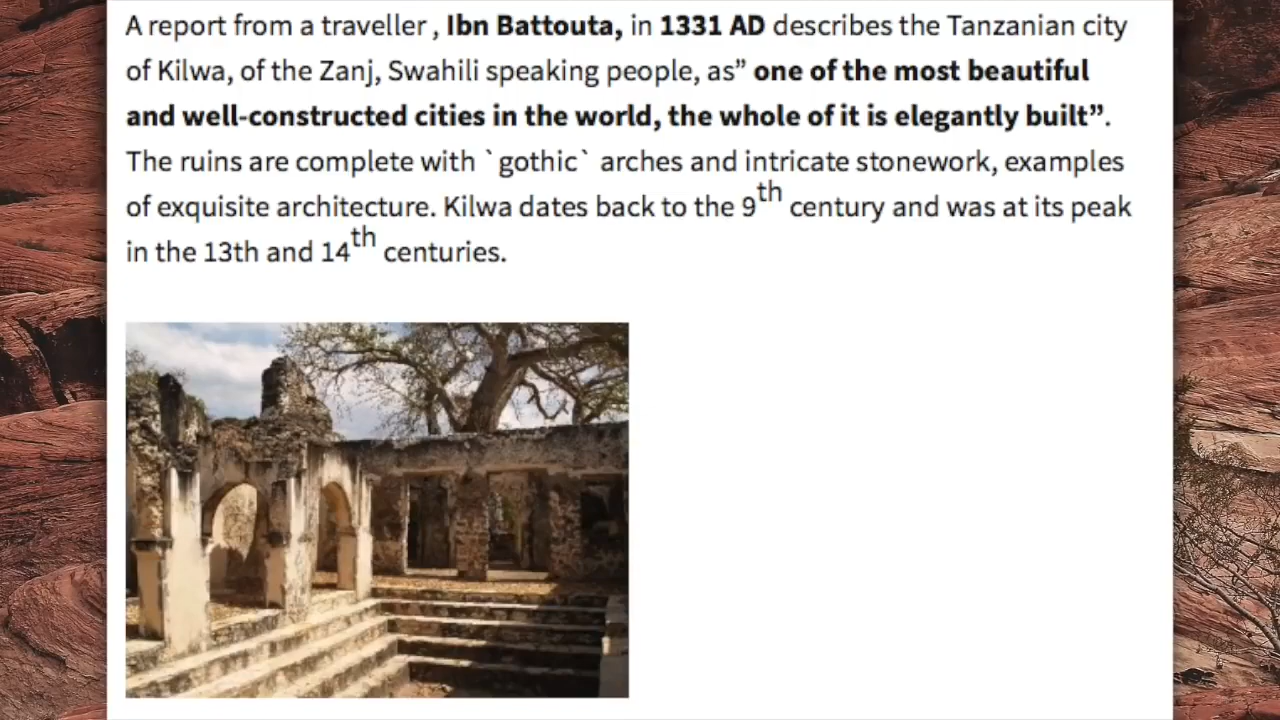 A report from a traveller , Ibn Battouta, in 1331 AD describes the Tanzanian city
of Kilwa, of the Zanj, Swahili speaking people, as” one of the most beautiful
and well-constructed cities in the world, the whole of it is elegantly built”.
The ruins are complete with `gothic` arches and intricate stonework, examples
of exquisite architecture. Kilwa dates back to the 9th century and was at its peak
in the 13th and 14th centuries.